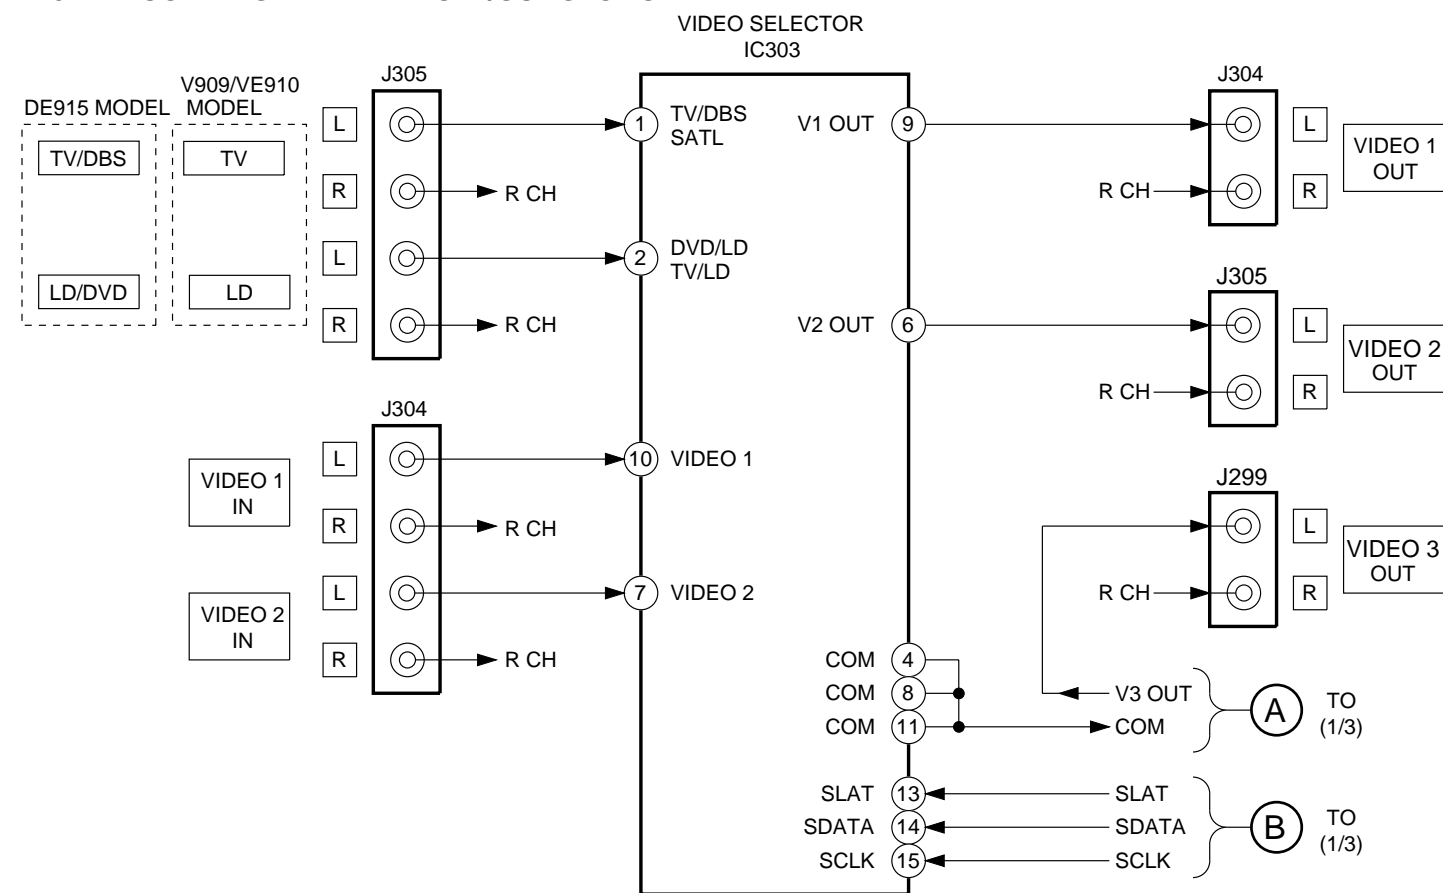 VIDEO SELECTOR
IC303
DE915 MODEL
V909/VE910
MODEL
J305
J304
TV/DBS
TV
L
1
TV/DBS
SATL
V1 OUT
9
L
VIDEO 1
OUT
R
R CH
R CH
R
L
2
DVD/LD
TV/LD
J305
LD/DVD
LD
R
R CH
V2 OUT
6
L
VIDEO 2
OUT
R CH
R
J304
L
10
VIDEO 1
J299
VIDEO 1
IN
R
R CH
L
VIDEO 3
OUT
L
7
VIDEO 2
R CH
R
VIDEO 2
IN
R
R CH
COM
4
COM
8
V3 OUT
A
TO
(1/3)
COM
11
COM
SLAT
13
SLAT
SDATA
14
SDATA
B
TO
(1/3)
SCLK
15
SCLK